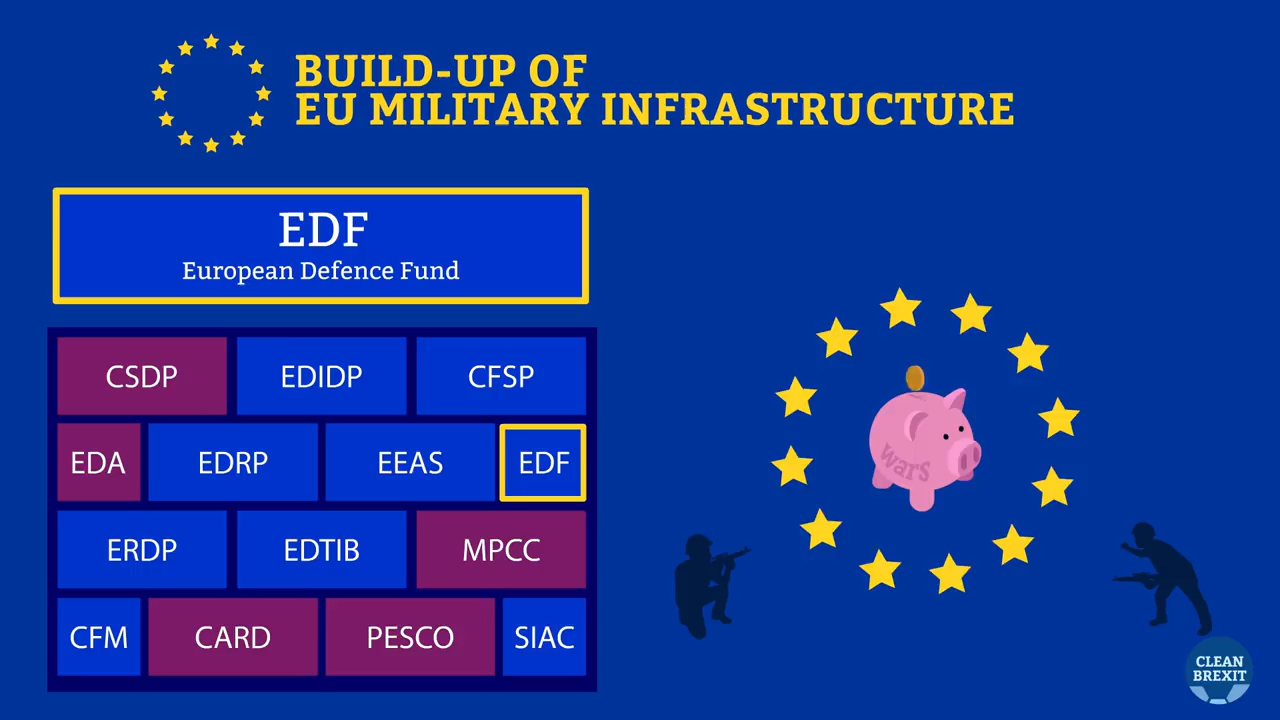 BUILD-UP OF
EU MILITARY INFRASTRUCTURE
EDF
European Defence Fund
CSDP EDIDP CFSP
EDA EDRP EEAS EDF
ERDP EDTIB MPCC
CFM CARD PESCO SIAC
warS
CLEAN
BREXIT